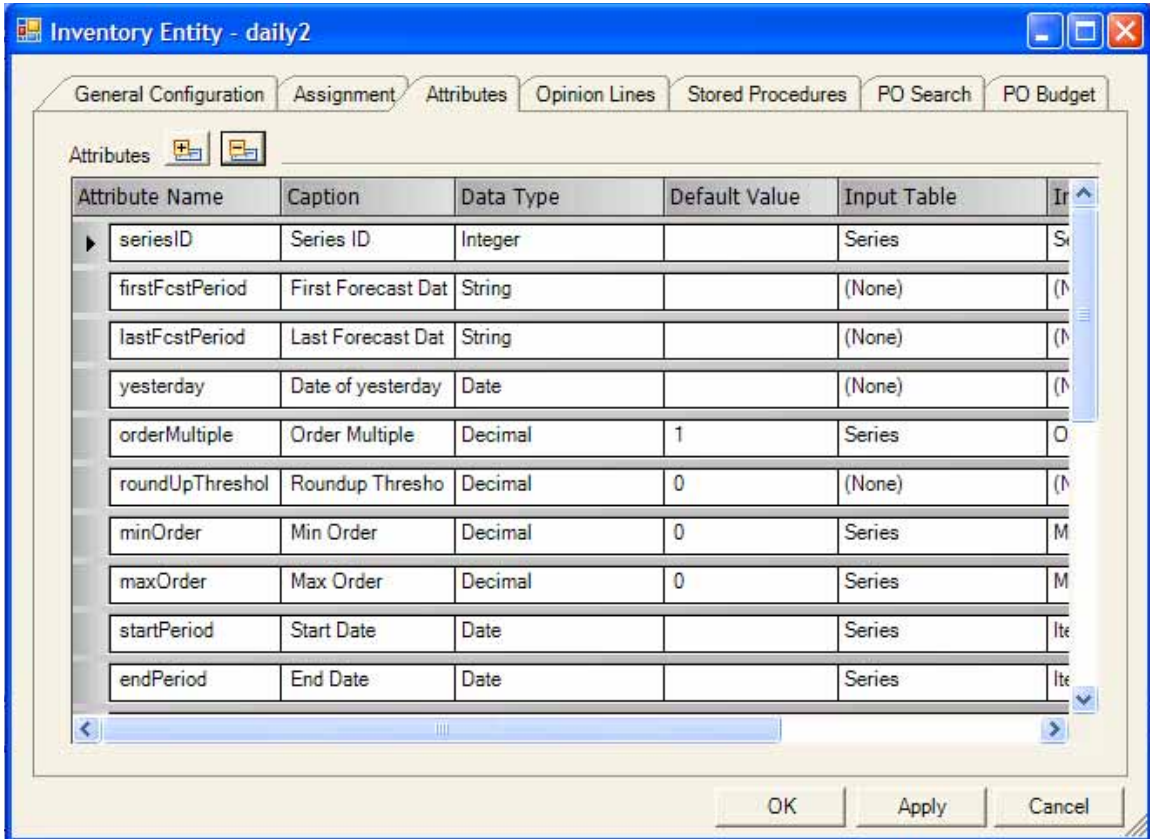 Inventory Entity - daily2
General Configuration Assignment Attributes Opinion Lines Stored Procedures PO Search PO Budget
Attributes
Attribute Name Caption Data Type Default Value Input Table
seriesID Series ID Integer Series
firstFcstPeriod First Forecast Dat String (None)
lastFcstPeriod Last Forecast Dat String (None)
yesterday Date of yesterday Date (None)
orderMultiple Order Multiple Decimal 1 Series
roundUpThreshol Roundup Thresho Decimal 0 (None)
minOrder Min Order Decimal 0 Series
maxOrder Max Order Decimal 0 Series
startPeriod Start Date Date Series Ite
endPeriod End Date Date Series Ite
OK Apply Cancel